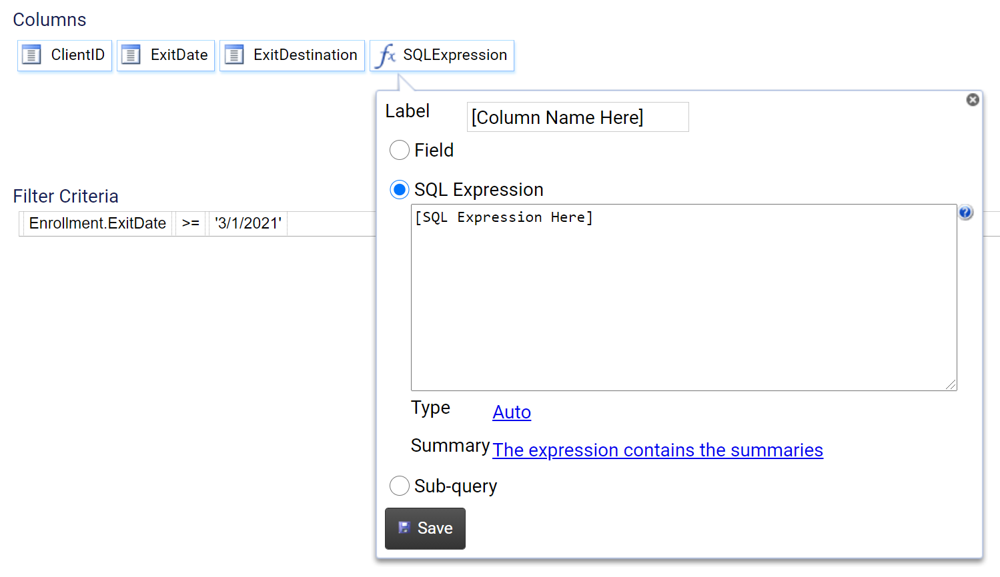 Columns
ClientID ExitDate ExitDestination fx SQLExpression
Label [Column Name Here]
Field
SQL Expression
Filter Criteria
Enrollment.ExitDate >= '3/1/2021'
[SQL Expression Here] ?
Type Auto
Summary The expression contains the summaries
Sub-query
Save